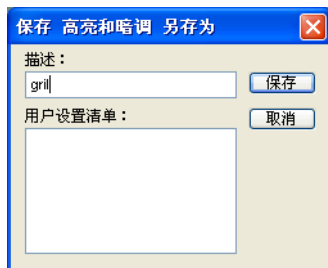 保存 高亮和暗调 另存为
描述：
gril
保存
用户设置清单：
取消